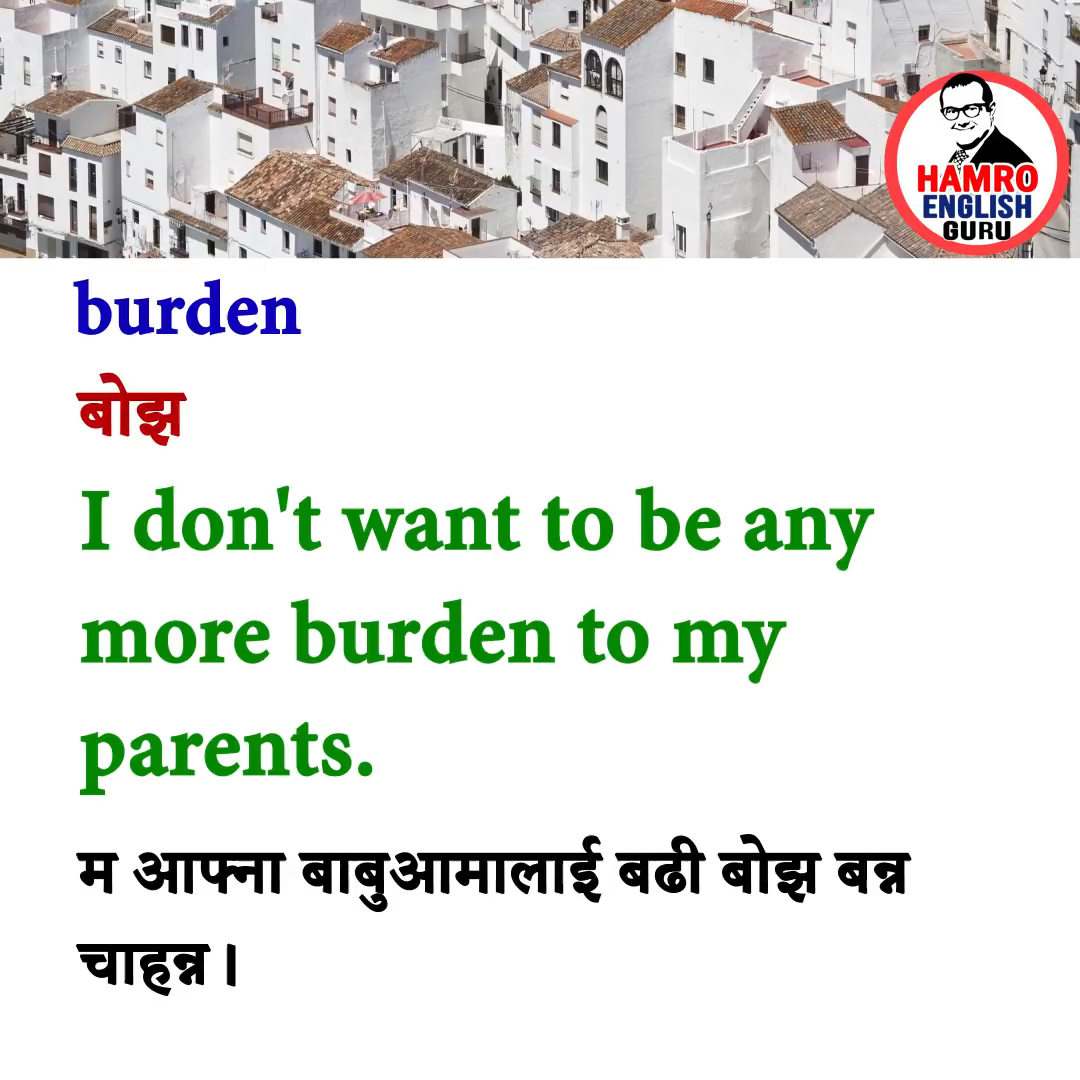 HAMRO
ENGLISH
GURU
burden
बोझ
I don't want to be any
more burden to my
parents.
म आफ्ना बाबुआमालाई बढी बोझ बन्न
चाहन्न।